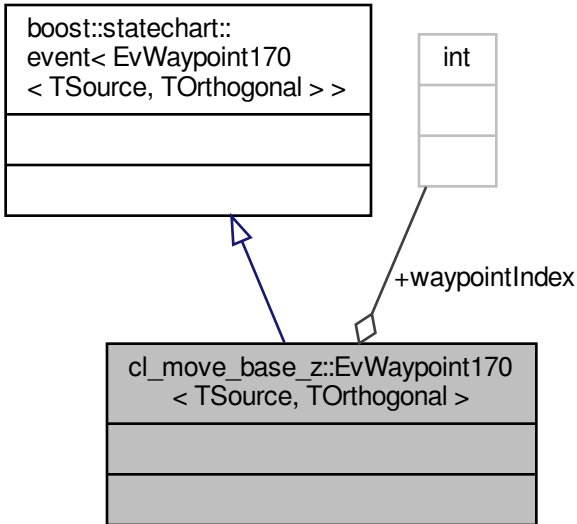 boost::statechart::
event< EvWaypoint170
< TSource, TOrthogonal > >
int
+waypointIndex
cl_move_base_z::EvWaypoint170
< TSource, TOrthogonal >